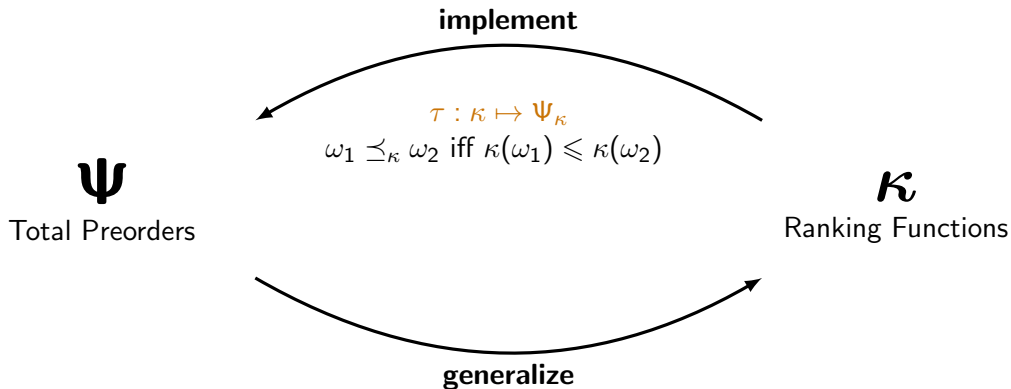 implement
τ : κ ↦ Ψ_κ
ω₁ ⪯_κ ω₂ iff κ(ω₁) ⩽ κ(ω₂)
Ψ
Total Preorders
κ
Ranking Functions
generalize